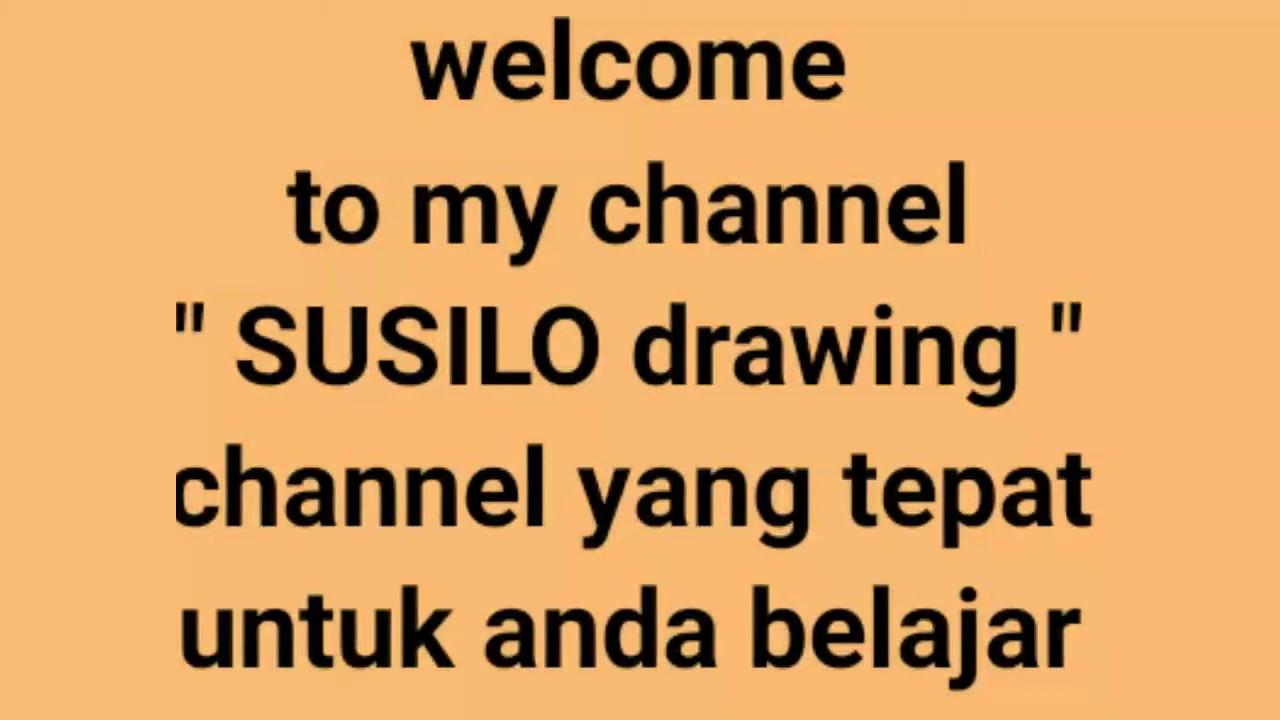 welcome
to my channel
" SUSILO drawing "
channel yang tepat
untuk anda belajar